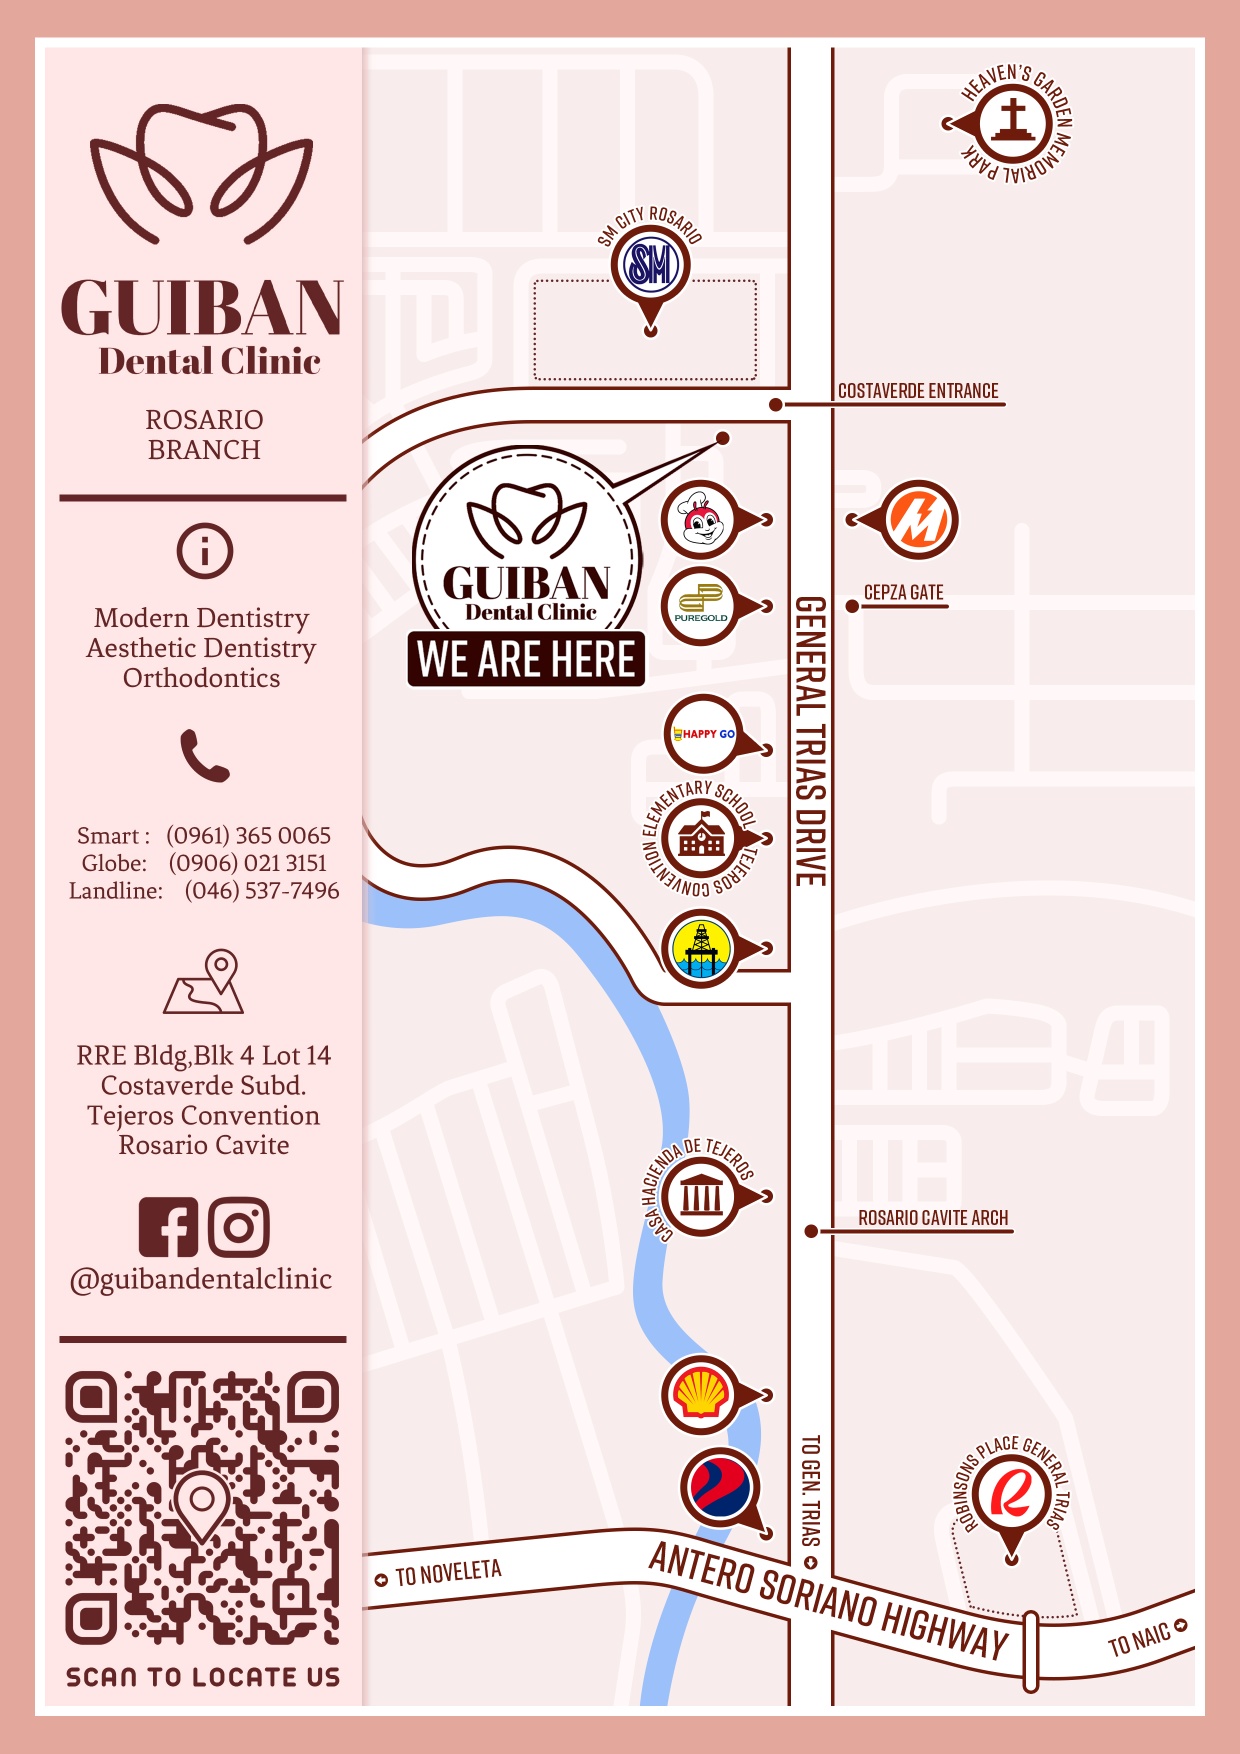 GUIBAN
Dental Clinic
ROSARIO
BRANCH
Modern Dentistry
Aesthetic Dentistry
Orthodontics
Smart : (0961) 365 0065
Globe: (0906) 021 3151
Landline: (046) 537-7496
RRE Bldg,Blk 4 Lot 14
Costaverde Subd.
Tejeros Convention
Rosario Cavite
@guibandentalclinic
SCAN TO LOCATE US
HEAVEN'S GARDEN MEMORIAL PARK
SM CITY ROSARIO
SM
COSTAVERDE ENTRANCE
GUIBAN
Dental Clinic
WE ARE HERE
M
PUREGOLD
CEPZA GATE
GENERAL TRIAS DRIVE
HAPPY GO
TEJEROS CONVENTION ELEMENTARY SCHOOL
CASA HACIENDA DE TEJEROS
ROSARIO CAVITE ARCH
TO GEN. TRIAS
ROBINSONS PLACE GENERAL TRIAS
R
TO NOVELETA
ANTERO SORIANO HIGHWAY
TO NAIC